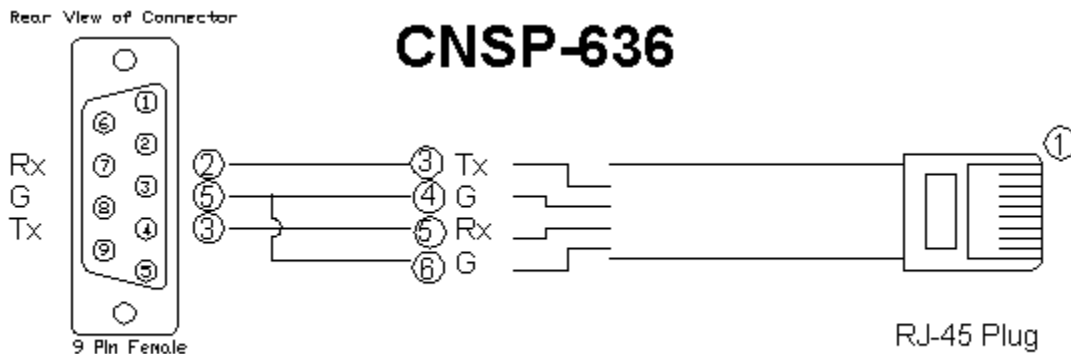 Rear View of Connector
CNSP-636
1
6
2
7
3
8
4
9
5
Rx 2 3 Tx
G 5 4 G
Tx 3 5 Rx
6 G
1
9 Pin Female
RJ-45 Plug